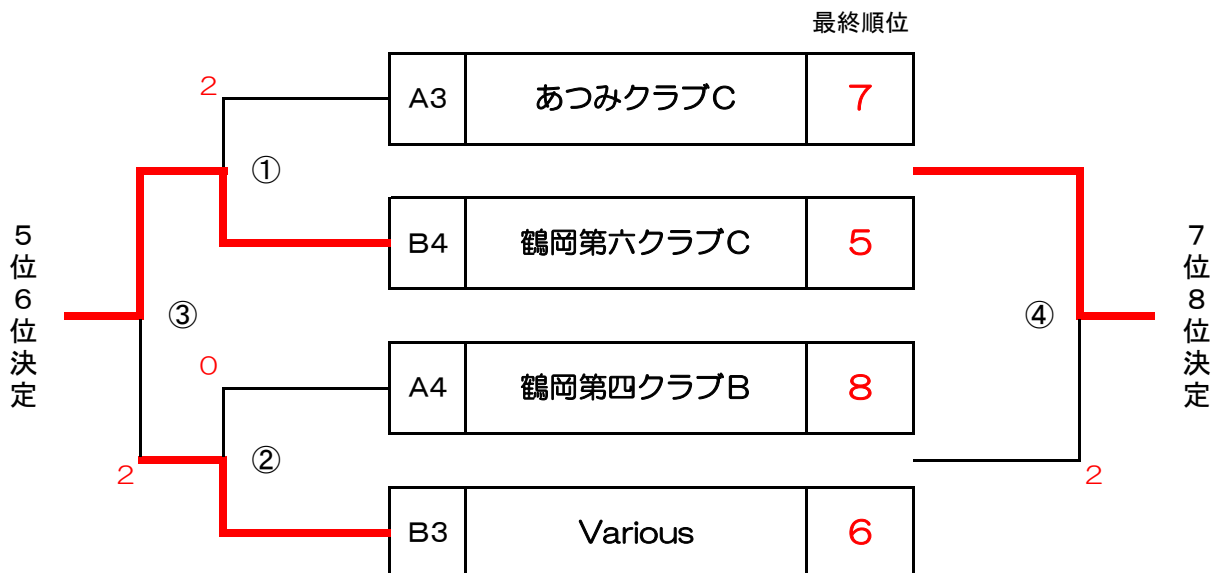 最終順位
2
A3 あつみクラブC 7
①
B4 鶴岡第六クラブC 5
5位6位決定
7位8位決定
③
④
0
A4 鶴岡第四クラブB 8
②
2
2
B3 Various 6